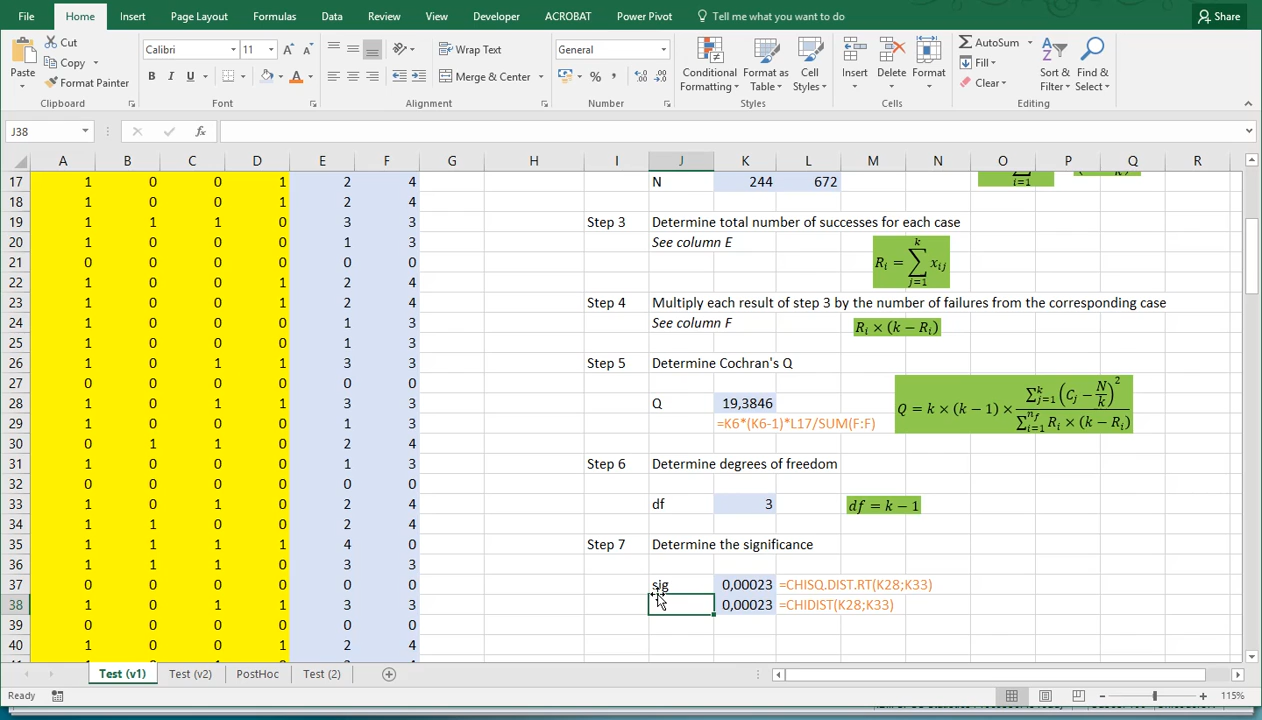 File Home Insert Page Layout Formulas Data Review View Developer ACROBAT Power Pivot Tell me what you want to do Share
Paste Cut Copy Format Painter Clipboard
Calibri 11 B I U Font
Wrap Text Merge & Center Alignment
General % Number
Conditional Formatting Format as Table Cell Styles Styles
Insert Delete Format Cells
AutoSum Fill Clear Sort & Filter Find & Select Editing
J38 fx
A B C D E F G H I J K L M N O P Q R
17 1 0 0 1 2 4 N 244 672 i=1
18 1 0 0 1 2 4
19 1 1 1 0 3 3 Step 3 Determine total number of successes for each case
20 1 0 0 0 1 3 See column E
21 0 0 0 0 0 0 R_i = ∑_{j=1}^{k} x_{ij}
22 1 0 0 1 2 4
23 1 0 0 1 2 4 Step 4 Multiply each result of step 3 by the number of failures from the corresponding case
24 1 0 0 0 1 3 See column F R_i × (k − R_i)
25 1 0 0 0 1 3
26 1 0 1 1 3 3 Step 5 Determine Cochran's Q
27 0 0 0 0 0 0
28 1 0 1 1 3 3 Q 19,3846 Q = k × (k − 1) × ∑_{j=1}^{k} (C_j − N/k)^2 / ∑_{i=1}^{n_f} R_i × (k − R_i)
29 1 0 0 0 1 3 =K6*(K6-1)*L17/SUM(F:F)
30 0 1 1 0 2 4
31 1 0 0 0 1 3 Step 6 Determine degrees of freedom
32 0 0 0 0 0 0
33 1 0 1 0 2 4 df 3 df = k − 1
34 1 1 0 0 2 4
35 1 1 1 1 4 0 Step 7 Determine the significance
36 1 1 1 0 3 3
37 0 0 0 0 0 0 sig 0,00023 =CHISQ.DIST.RT(K28;K33)
38 1 0 1 1 3 3 0,00023 =CHIDIST(K28;K33)
39 0 0 0 0 0 0
40 1 0 0 1 2 4
Test (v1) Test (v2) PostHoc Test (2)
Ready 115%